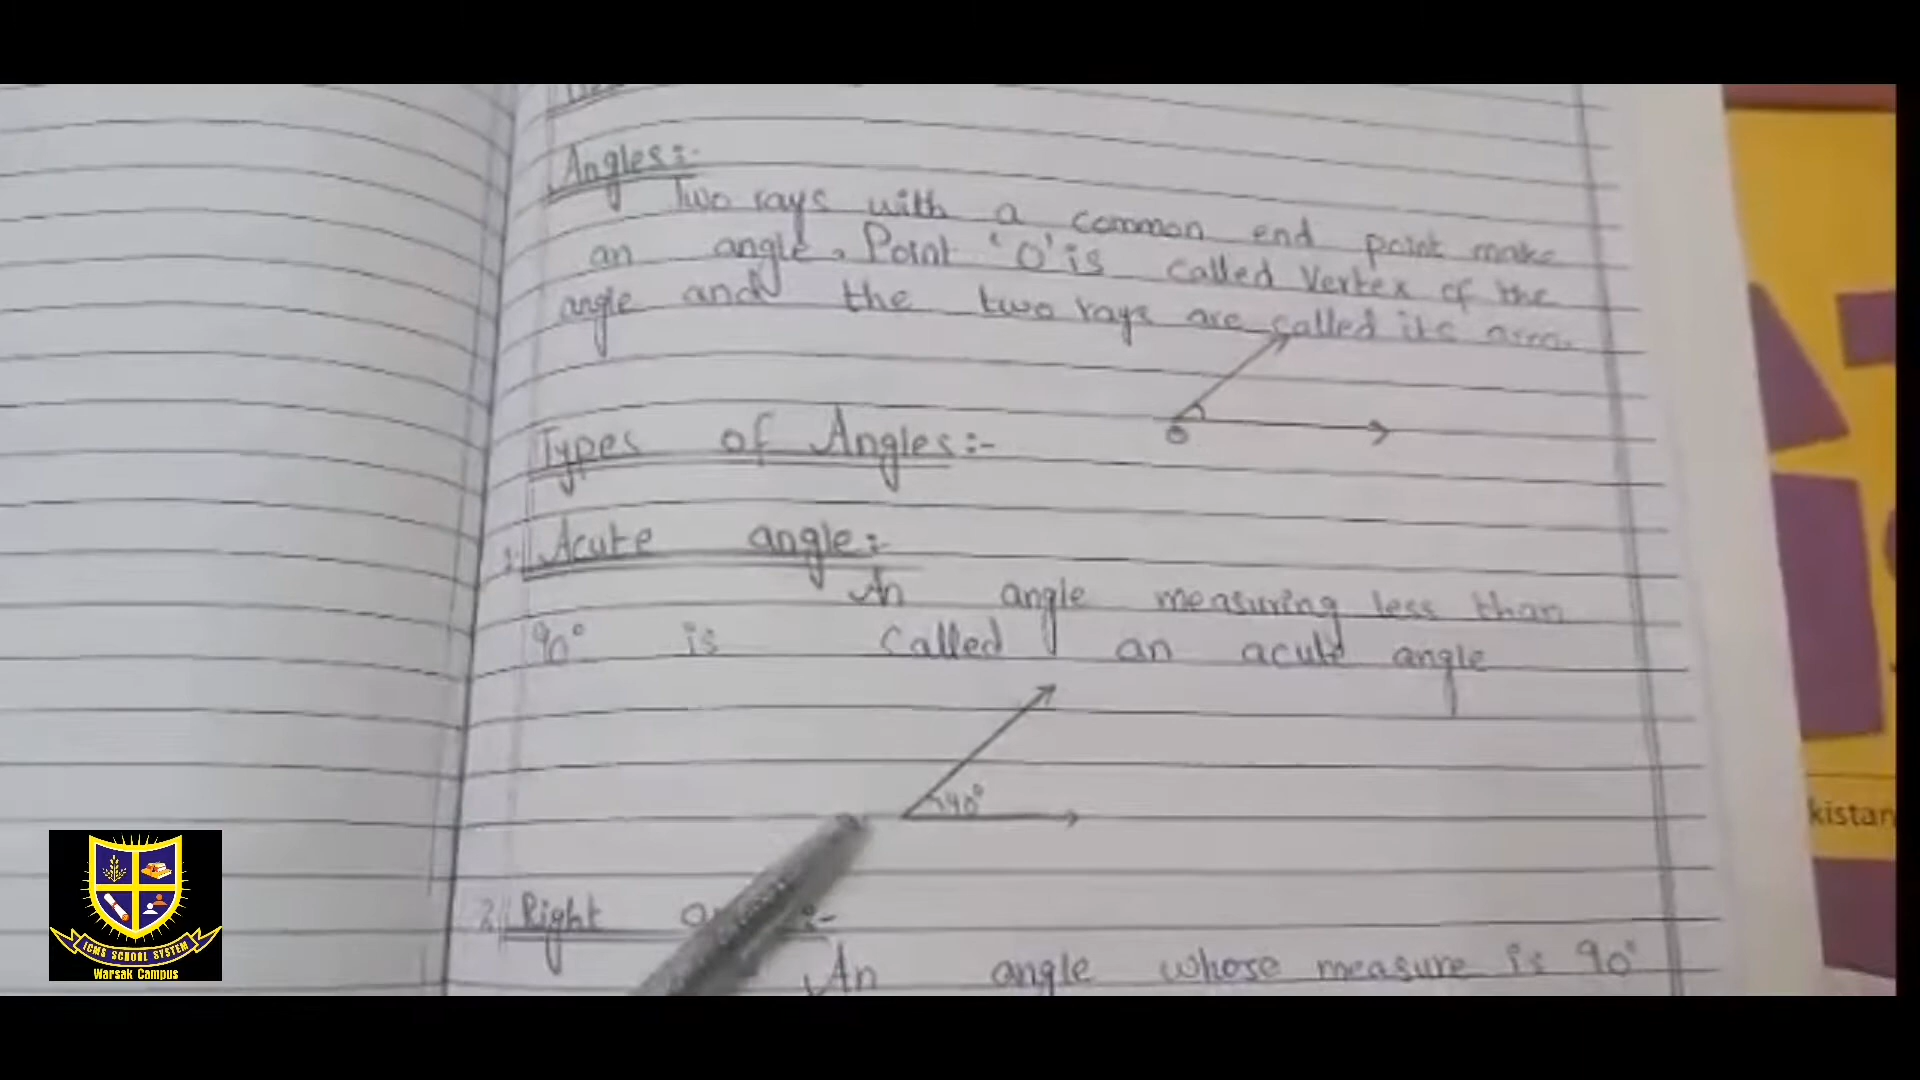 Angles:-
Two rays with a common end point make
an angle. Point 'O' is called Vertex of the
angle and the two rays are called its arm.
O
Types of Angles:-
1. Acute angle:-
An angle measuring less than
90° is called an acute angle
40°
2. Right :-
An angle whose measure is 90°
kistan
ICMS SCHOOL SYSTEM
Warsak Campus